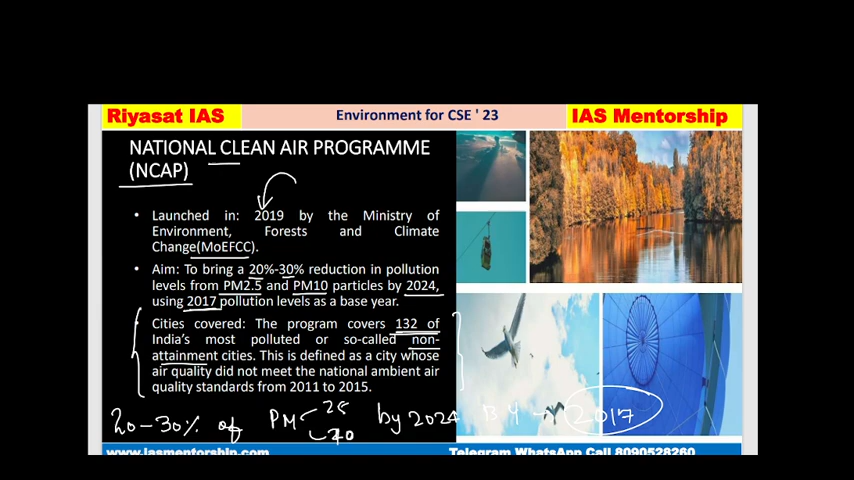 Riyasat IAS
Environment for CSE ' 23
IAS Mentorship
NATIONAL CLEAN AIR PROGRAMME
(NCAP)
• Launched in: 2019 by the Ministry of
Environment, Forests and Climate
Change(MoEFCC).
• Aim: To bring a 20%-30% reduction in pollution
levels from PM2.5 and PM10 particles by 2024,
using 2017 pollution levels as a base year.
• Cities covered: The program covers 132 of
India's most polluted or so-called non-
attainment cities. This is defined as a city whose
air quality did not meet the national ambient air
quality standards from 2011 to 2015.
20-30% of PM 25 by 2024 BY → 2017
10
www.iasmentorship.com
Telegram WhatsApp Call 8090528260